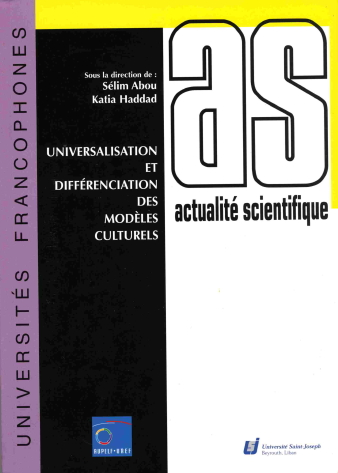 UNIVERSITÉS FRANCOPHONES
Sous la direction de :
Sélim Abou
Katia Haddad
UNIVERSALISATION
ET
DIFFÉRENCIATION
DES
MODÈLES
CULTURELS
as
actualité scientifique
AUPELF•UREF
Université Saint-Joseph
Beyrouth, Liban